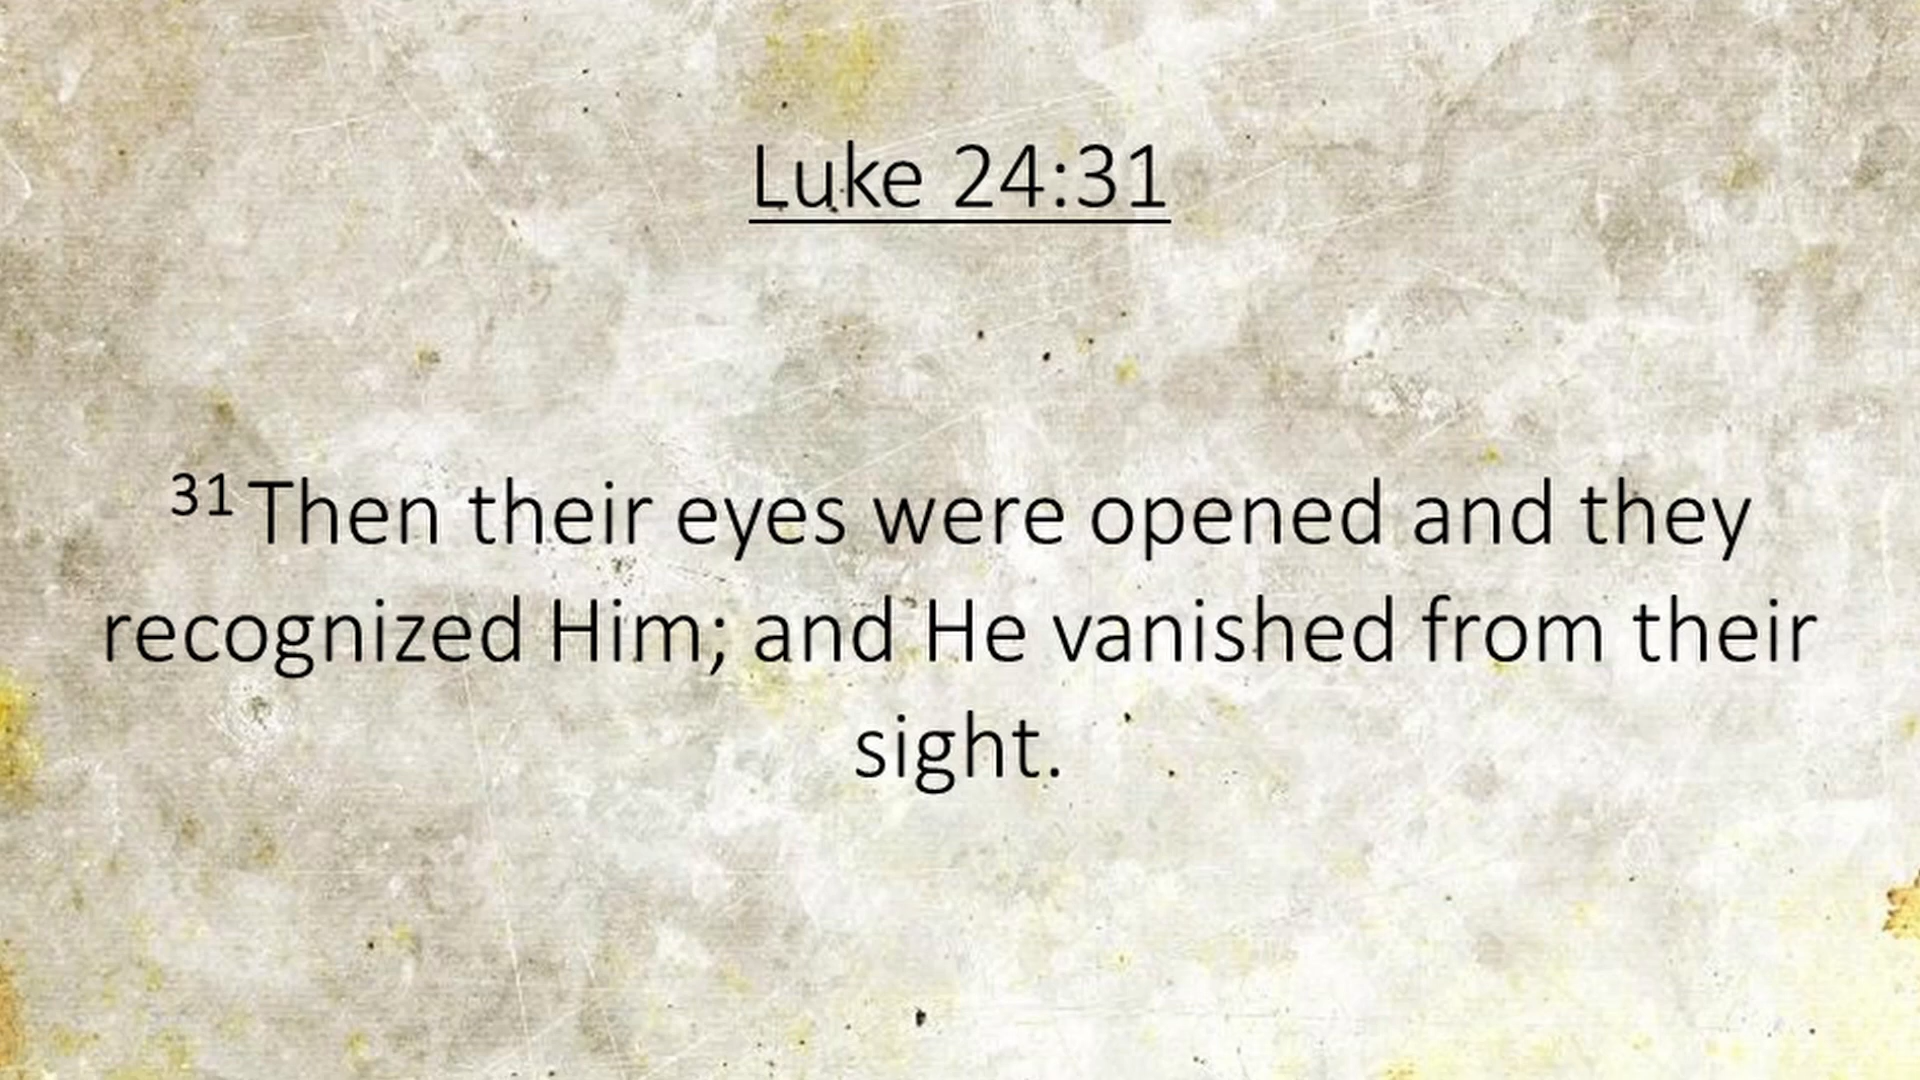 Luke 24:31
31 Then their eyes were opened and they
recognized Him; and He vanished from their
sight.